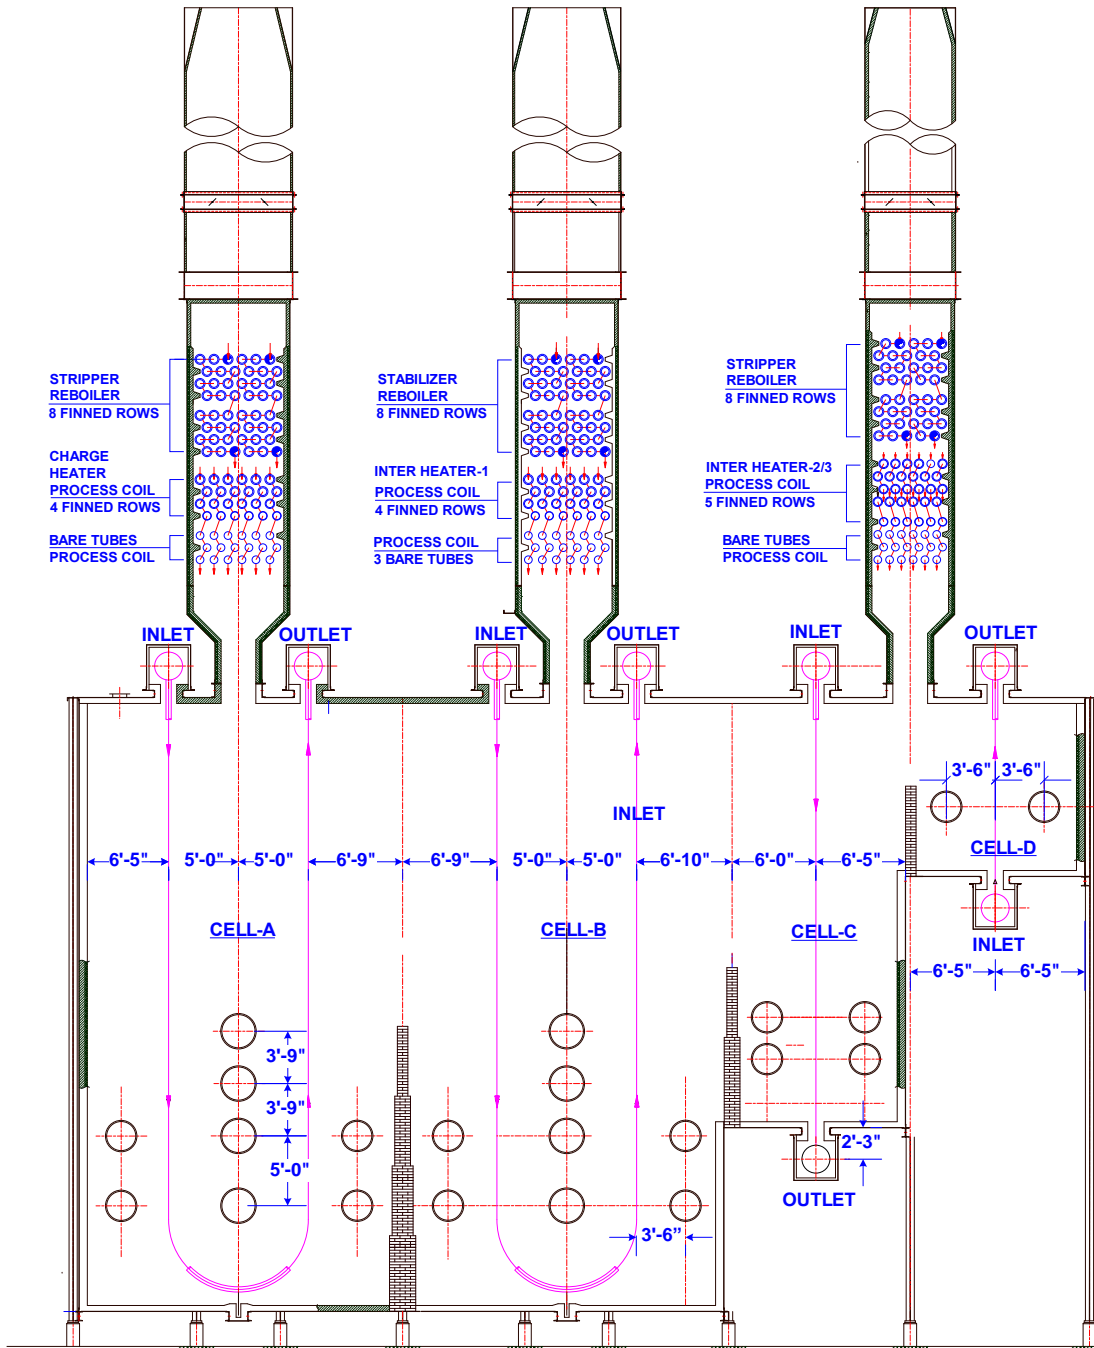 STRIPPER
REBOILER
8 FINNED ROWS
CHARGE
HEATER
PROCESS COIL
4 FINNED ROWS
BARE TUBES
PROCESS COIL
STABILIZER
REBOILER
8 FINNED ROWS
INTER HEATER-1
PROCESS COIL
4 FINNED ROWS
PROCESS COIL
3 BARE TUBES
STRIPPER
REBOILER
8 FINNED ROWS
INTER HEATER-2/3
PROCESS COIL
5 FINNED ROWS
BARE TUBES
PROCESS COIL
INLET
OUTLET
INLET
OUTLET
INLET
OUTLET
3'-6"
3'-6"
INLET
CELL-D
6'-5"
5'-0"
5'-0"
6'-9"
6'-9"
5'-0"
5'-0"
6'-10"
6'-0"
6'-5"
CELL-A
CELL-B
CELL-C
INLET
6'-5"
6'-5"
3'-9"
3'-9"
5'-0"
2'-3"
OUTLET
3'-6”